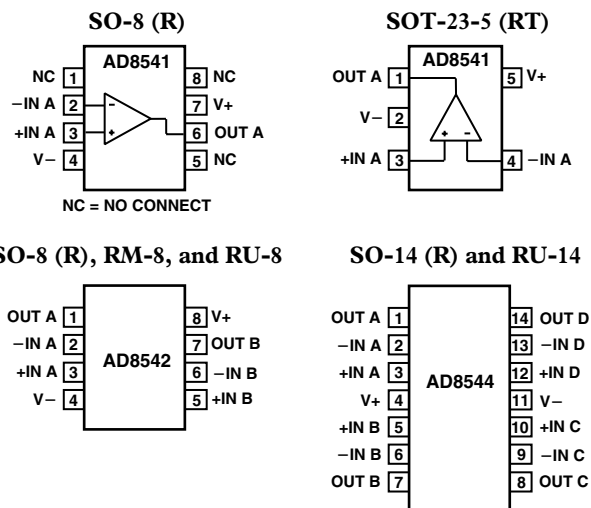 SO-8 (R)
AD8541
NC 1
−IN A 2
+IN A 3
V− 4
8 NC
7 V+
6 OUT A
5 NC
− +
NC = NO CONNECT
SOT-23-5 (RT)
AD8541
OUT A 1
V− 2
+IN A 3
5 V+
4 −IN A
+ −
SO-8 (R), RM-8, and RU-8
AD8542
OUT A 1
−IN A 2
+IN A 3
V− 4
8 V+
7 OUT B
6 −IN B
5 +IN B
SO-14 (R) and RU-14
AD8544
OUT A 1
−IN A 2
+IN A 3
V+ 4
+IN B 5
−IN B 6
OUT B 7
14 OUT D
13 −IN D
12 +IN D
11 V−
10 +IN C
9 −IN C
8 OUT C